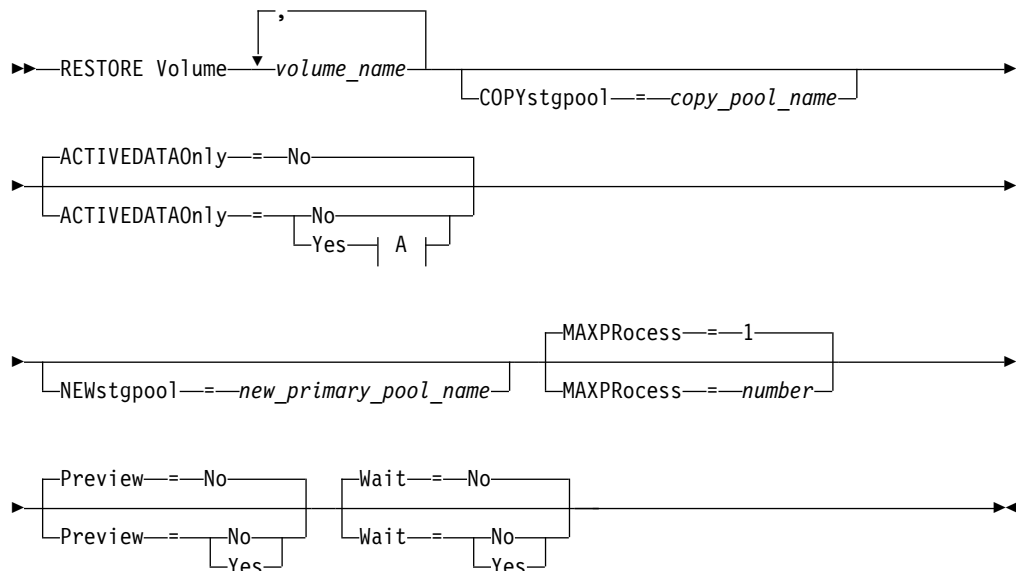 ,
RESTORE Volume volume_name
COPYstgpool = copy_pool_name
ACTIVEDATAOnly = No
ACTIVEDATAOnly = No
Yes A
NEWstgpool = new_primary_pool_name
MAXPRocess = 1
MAXPRocess = number
Preview = No
Preview = No
Yes
Wait = No
Wait = No
Yes